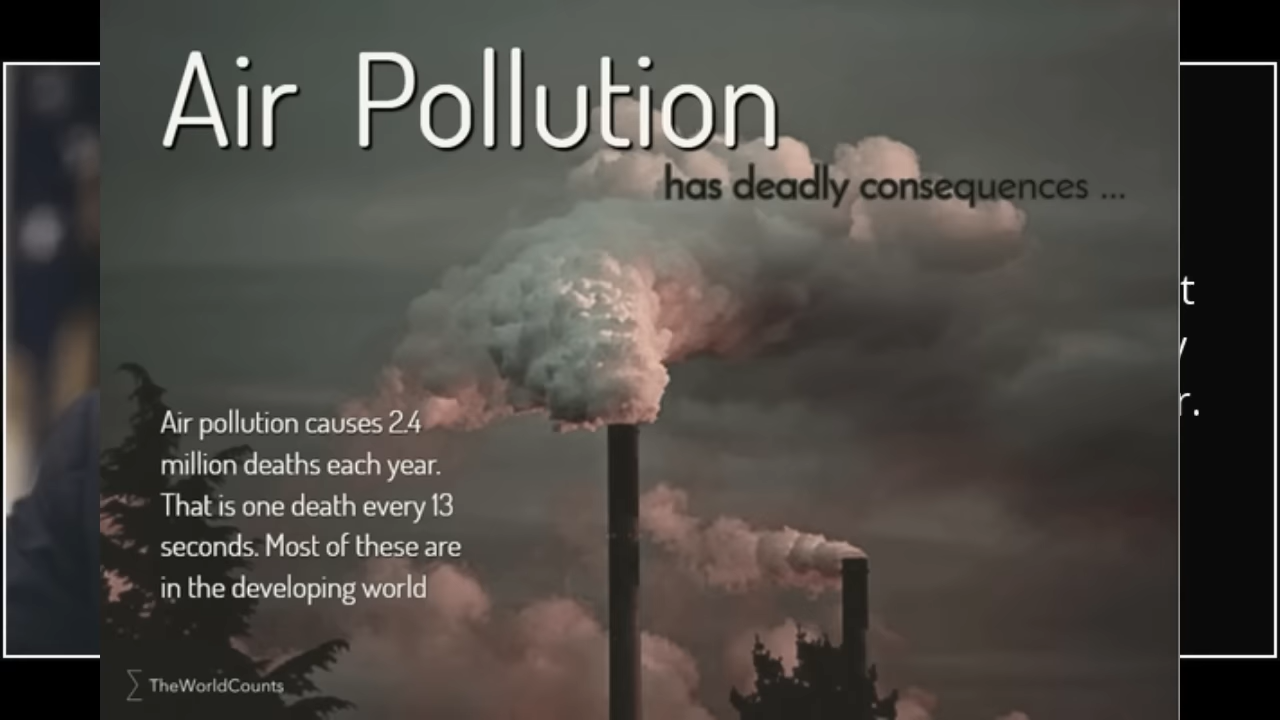 Air Pollution
has deadly consequences ...
Air pollution causes 2.4
million deaths each year.
That is one death every 13
seconds. Most of these are
in the developing world
TheWorldCounts
t
r.